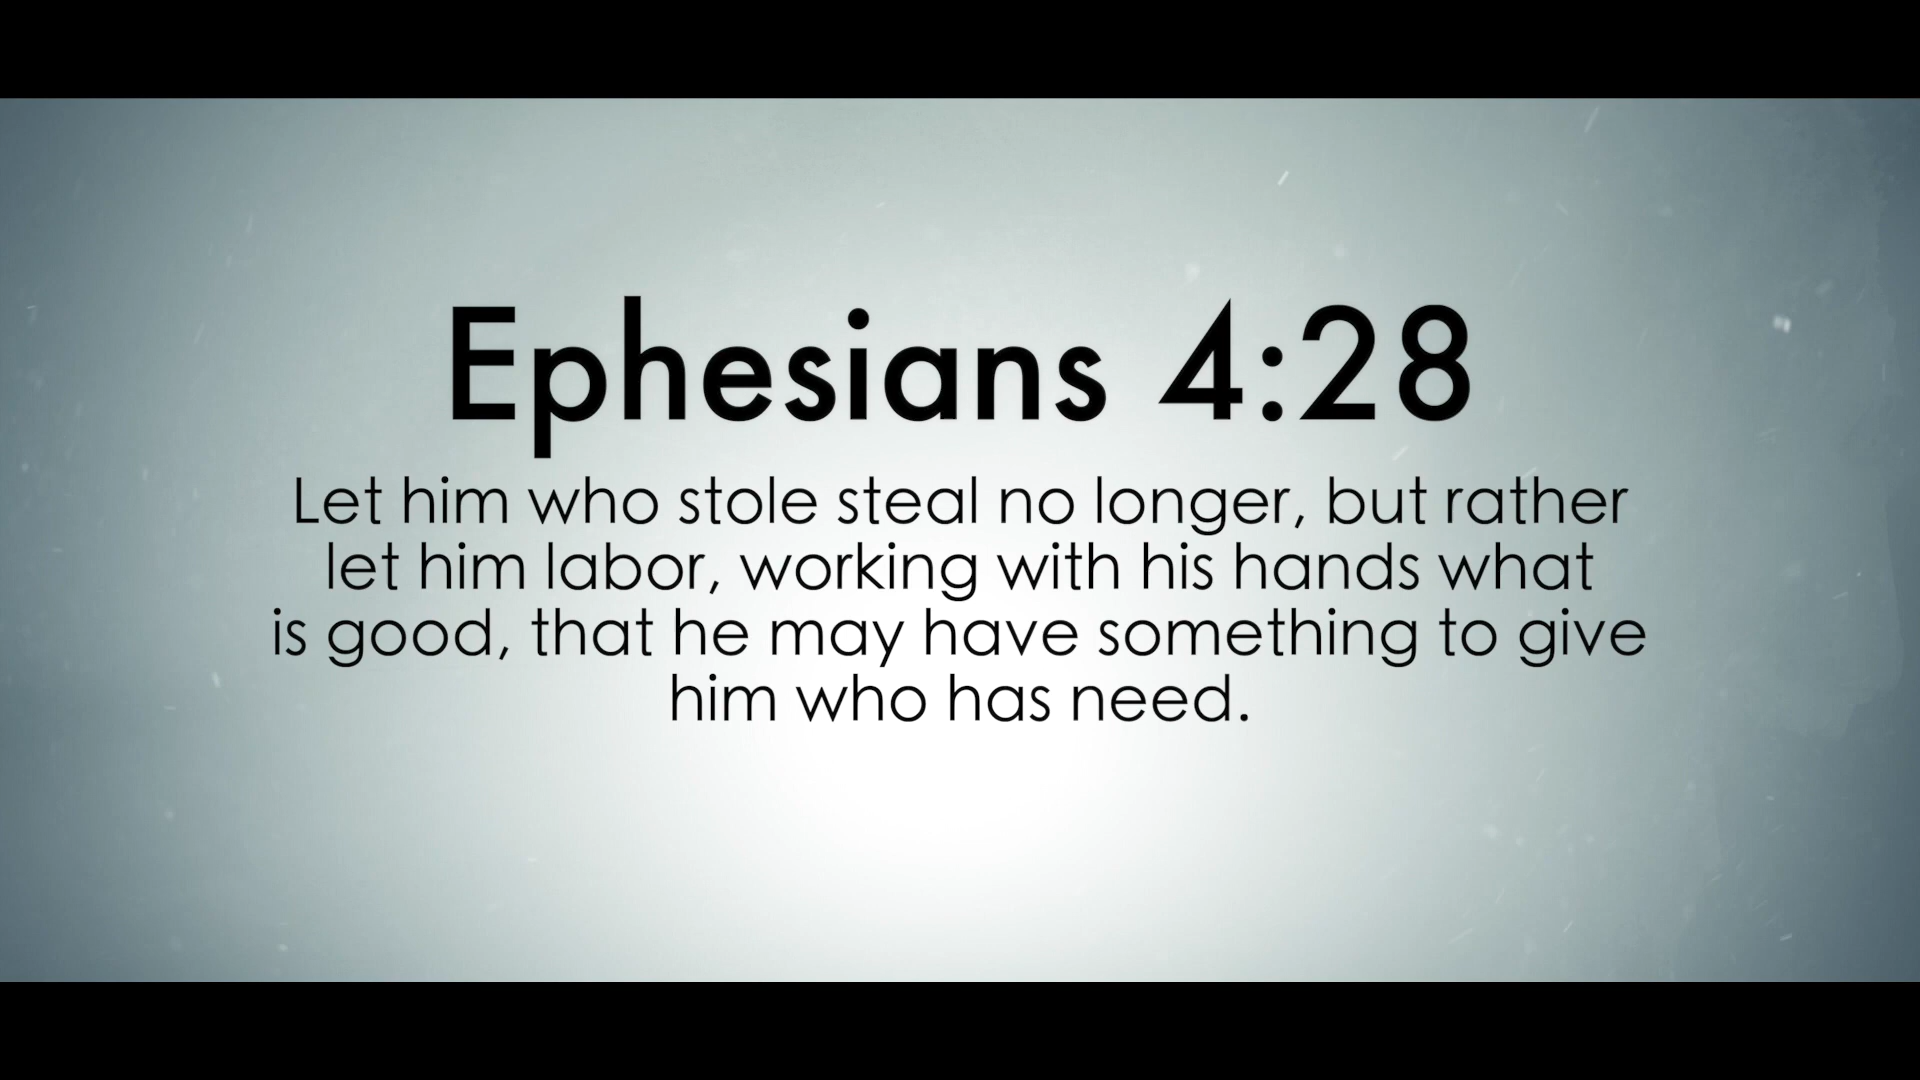 Ephesians 4:28
Let him who stole steal no longer, but rather
let him labor, working with his hands what
is good, that he may have something to give
him who has need.